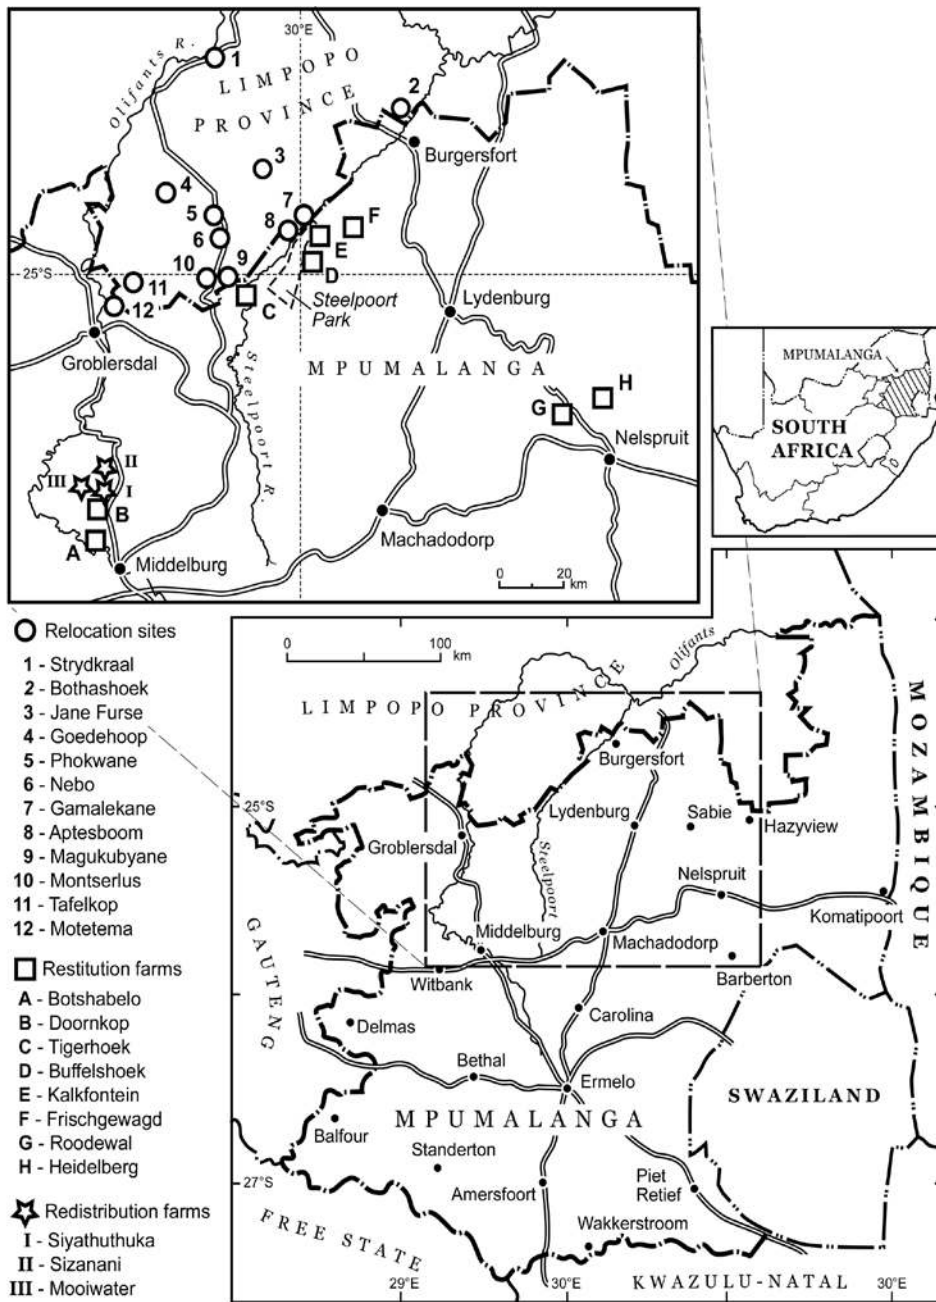 30°E
Olifants R.
1
LIMPOPO
PROVINCE
2
Burgersfort
3
4
7
F
5
8
6
E
9
10
D
25°S
11
C
Steelpoort
Park
12
Lydenburg
Groblersdal
Steelpoort R.
MPUMALANGA
H
G
Nelspruit
II
III
I
B
A
Machadodorp
Middelburg
0 20
km
MPUMALANGA
SOUTH
AFRICA
Relocation sites
1 - Strydkraal
2 - Bothashoek
3 - Jane Furse
4 - Goedehoop
5 - Phokwane
6 - Nebo
7 - Gamalekane
8 - Aptesboom
9 - Magukubyane
10 - Montserlus
11 - Tafelkop
12 - Motetema
Restitution farms
A - Botshabelo
B - Doornkop
C - Tigerhoek
D - Buffelshoek
E - Kalkfontein
F - Frischgewagd
G - Roodewal
H - Heidelberg
Redistribution farms
I - Siyathuthuka
II - Sizanani
III - Mooiwater
0 100
km
Olifants
LIMPOPO PROVINCE
MOZAMBIQUE
Burgersfort
25°S
Lydenburg
Sabie
Hazyview
Groblersdal
Steelpoort
Nelspruit
Komatipoort
Middelburg
Machadodorp
GAUTENG
Witbank
Barberton
Carolina
Delmas
Bethal
Ermelo
SWAZILAND
MPUMALANGA
Balfour
Standerton
27°S
Amersfoort
Piet
Retief
FREE STATE
Wakkerstroom
29°E
30°E
KWAZULU-NATAL
30°E